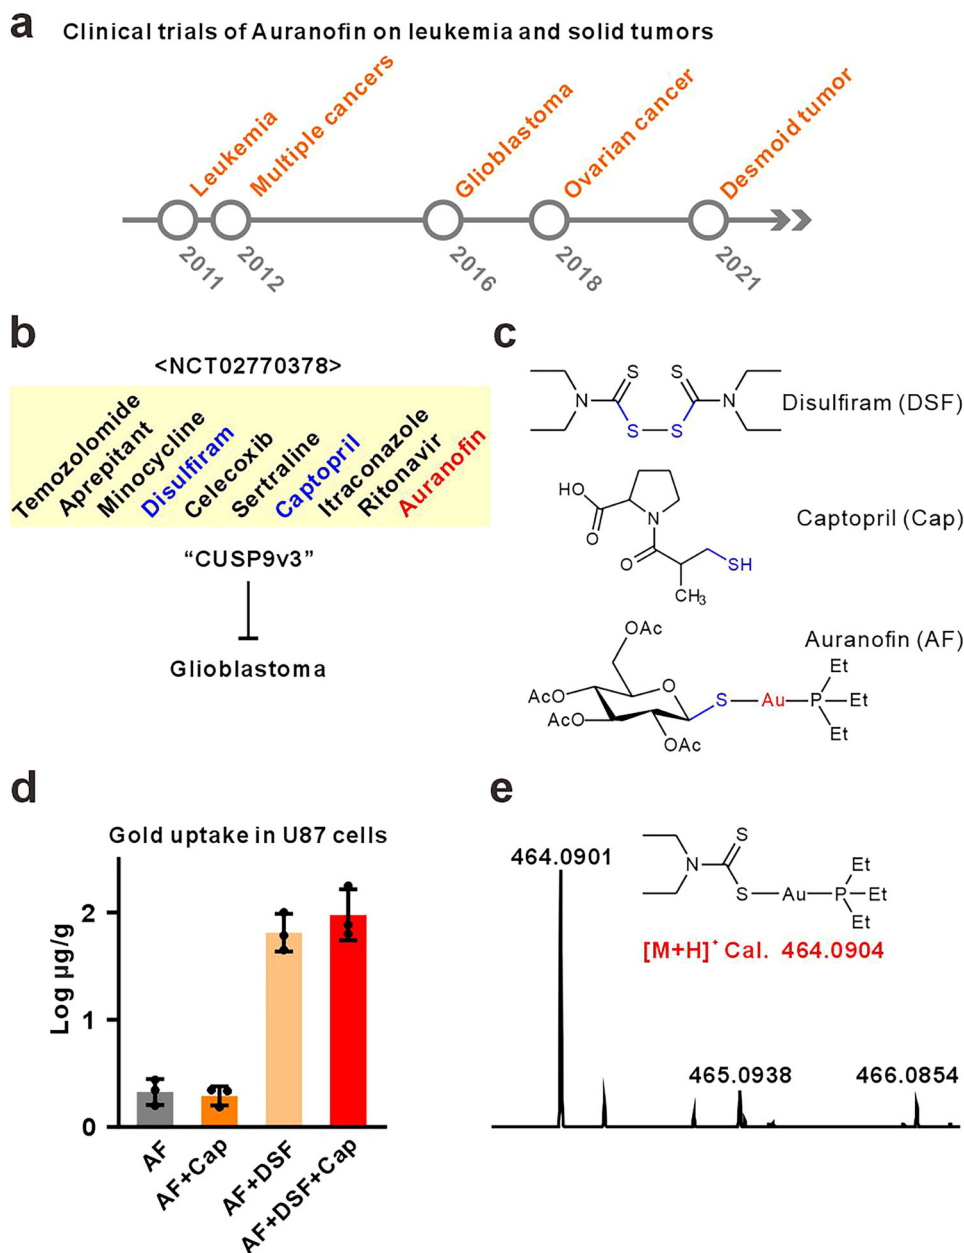 a
Clinical trials of Auranofin on leukemia and solid tumors
Leukemia
Multiple cancers
Glioblastoma
Ovarian cancer
Desmoid tumor
2011
2012
2016
2018
2021
b
<NCT02770378>
Temozolomide
Aprepitant
Minocycline
Disulfiram
Celecoxib
Sertraline
Captopril
Itraconazole
Ritonavir
Auranofin
“CUSP9v3”
Glioblastoma
c
S S
N N
S S
Disulfiram (DSF)
HO
O
N
O
SH
CH3
Captopril (Cap)
Auranofin (AF)
OAc
AcO
O
AcO
OAc
S Au P
Et
Et
Et
d
Gold uptake in U87 cells
Log µg/g
2
1
0
AF
AF+Cap
AF+DSF
AF+DSF+Cap
e
464.0901
S
N
S Au P
Et
Et
Et
[M+H]+ Cal. 464.0904
465.0938
466.0854